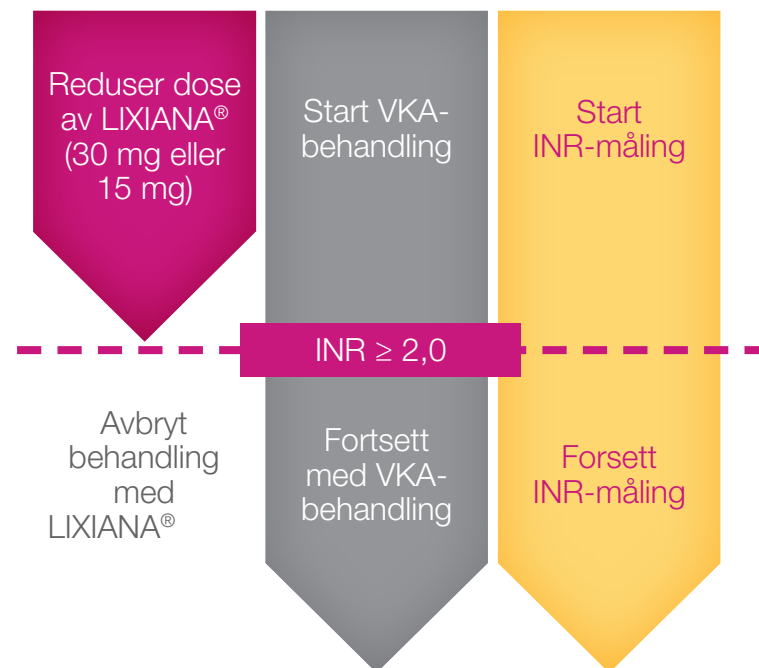 Reduser dose
av LIXIANA®
(30 mg eller
15 mg)
Start VKA-
behandling
Start
INR-måling
INR ≥ 2,0
Avbryt
behandling
med
LIXIANA®
Fortsett
med VKA-
behandling
Forsett
INR-måling